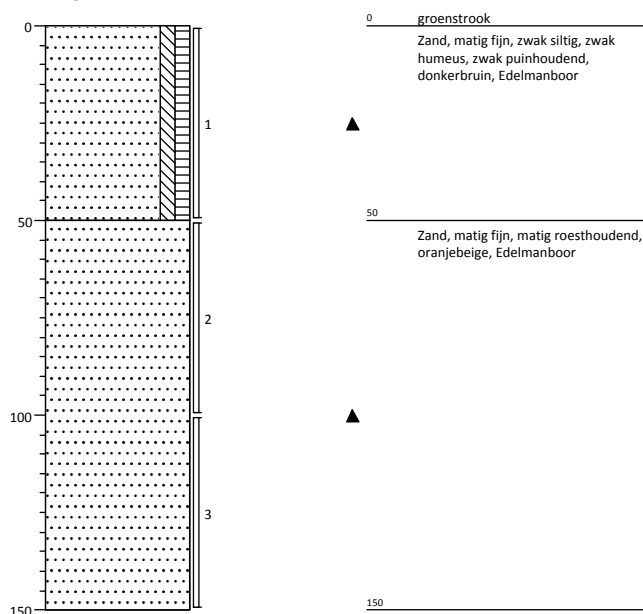 0
0
groenstrook
Zand, matig fijn, zwak siltig, zwak
humeus, zwak puinhoudend,
donkerbruin, Edelmanboor
1
50
50
Zand, matig fijn, matig roesthoudend,
oranjebeige, Edelmanboor
2
100
3
150
150